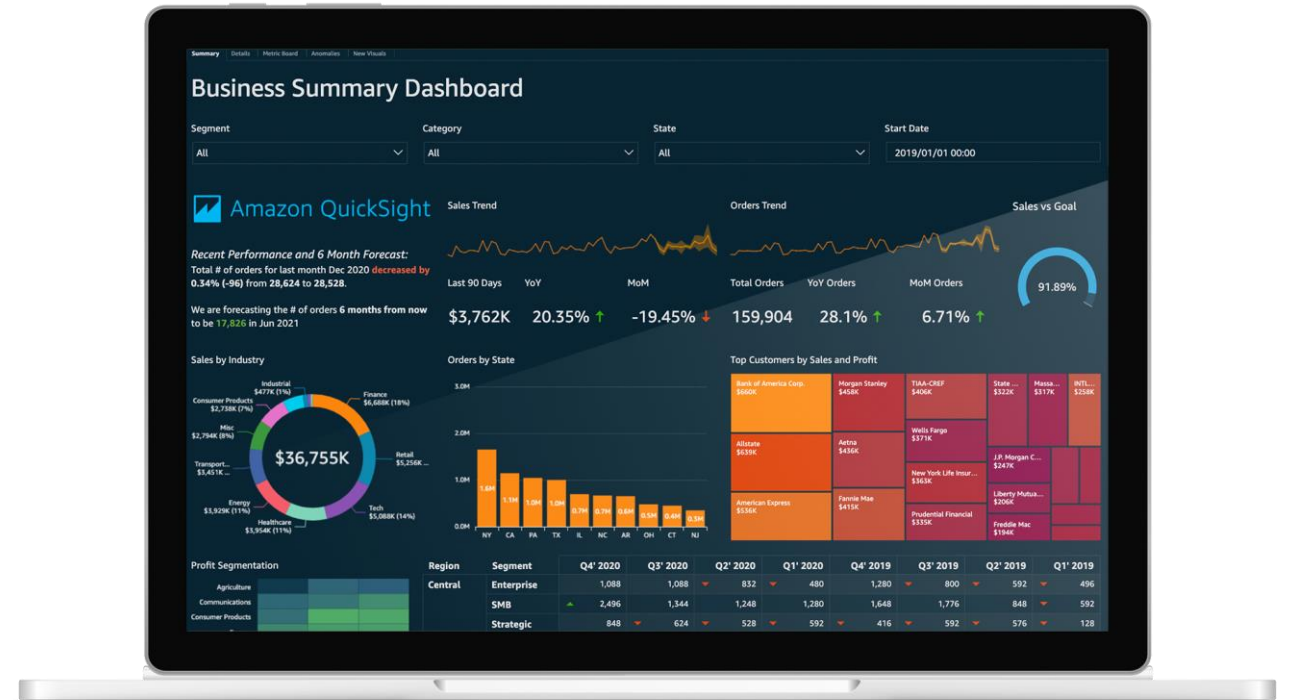 Summary Details Metric Board Anomalies New Visuals
Business Summary Dashboard
Segment Category State Start Date
All All All 2019/01/01 00:00
Amazon QuickSight
Recent Performance and 6 Month Forecast:
Total # of orders for last month Dec 2020 decreased by
0.34% (-96) from 28,624 to 28,528.
We are forecasting the # of orders 6 months from now
to be 17,826 in Jun 2021
Sales Trend
Last 90 Days YoY MoM
$3,762K 20.35% -19.45%
Orders Trend
Total Orders YoY Orders MoM Orders
159,904 28.1% 6.71%
Sales vs Goal
91.89%
Sales by Industry
Industrial
$477K (1%)
Finance
$6,688K (18%)
Consumer Products
$2,738K (7%)
Misc
$2,794K (8%)
$36,755K
Retail
$5,256K ...
Transport...
$3,451K ...
Energy
$3,929K (11%)
Tech
$5,088K (14%)
Healthcare
$3,954K (11%)
Orders by State
3.0M
2.0M
1.0M
0.0M
1.6M 1.1M 1.0M 1.0M 0.7M 0.7M 0.6M 0.5M 0.4M 0.3M
NY CA PA TX IL NC AR OH CT NJ
Top Customers by Sales and Profit
Bank of America Corp.
$660K
Allstate
$639K
American Express
$536K
Morgan Stanley
$458K
Aetna
$436K
Fannie Mae
$415K
TIAA-CREF
$406K
Wells Fargo
$371K
New York Life Insur...
$363K
Prudential Financial
$335K
State ...
$322K
Massa...
$317K
INTL...
$258K
J.P. Morgan C...
$247K
Liberty Mutua...
$206K
Freddie Mac
$194K
Profit Segmentation
Agriculture
Communications
Consumer Products
Region Segment Q4' 2020 Q3' 2020 Q2' 2020 Q1' 2020 Q4' 2019 Q3' 2019 Q2' 2019 Q1' 2019
Central Enterprise 1,088 1,088 832 480 1,280 800 592 496
SMB 2,496 1,344 1,248 1,280 1,648 1,776 848 592
Strategic 848 624 528 592 416 592 576 128